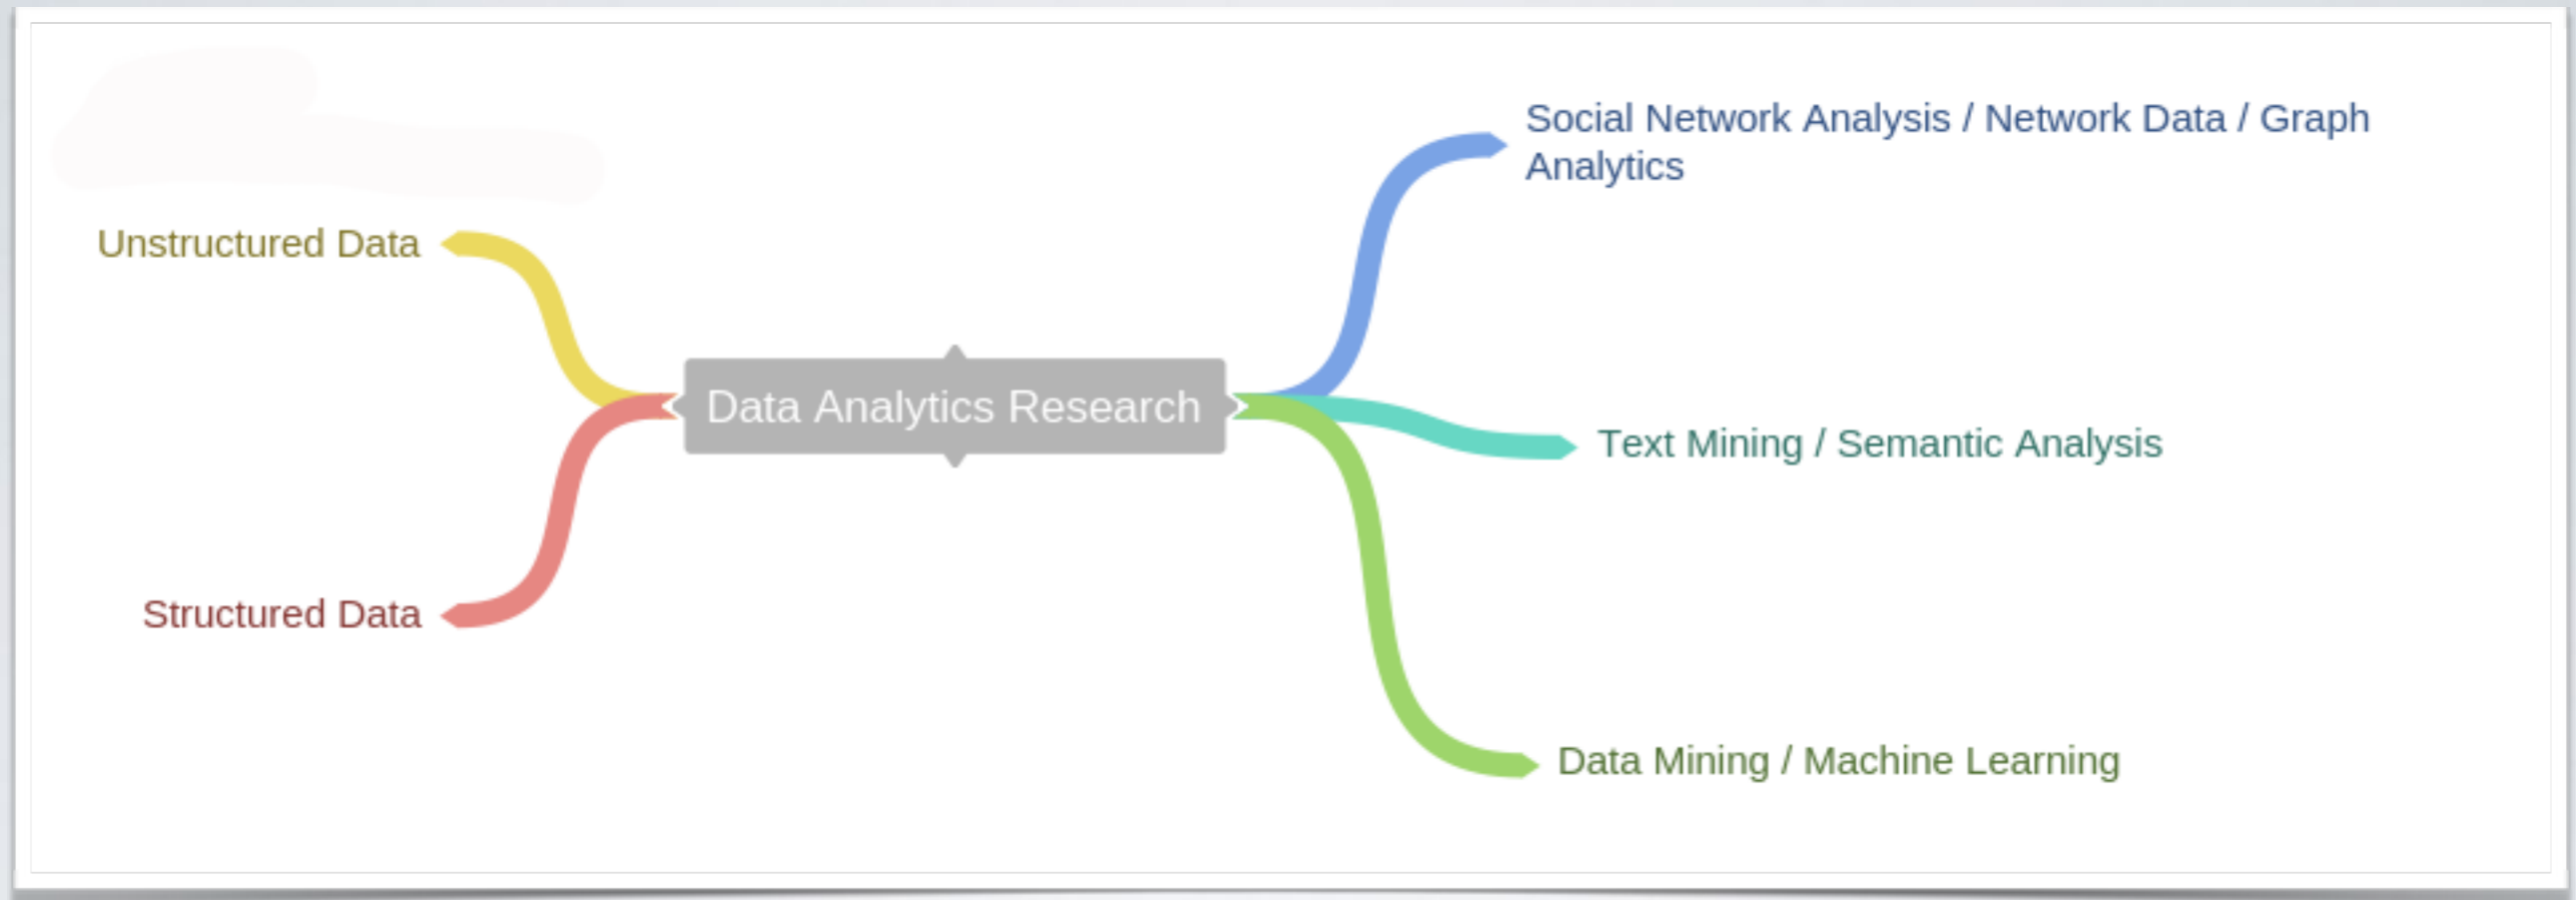 Social Network Analysis / Network Data / Graph
Analytics
Unstructured Data
Data Analytics Research
Text Mining / Semantic Analysis
Structured Data
Data Mining / Machine Learning